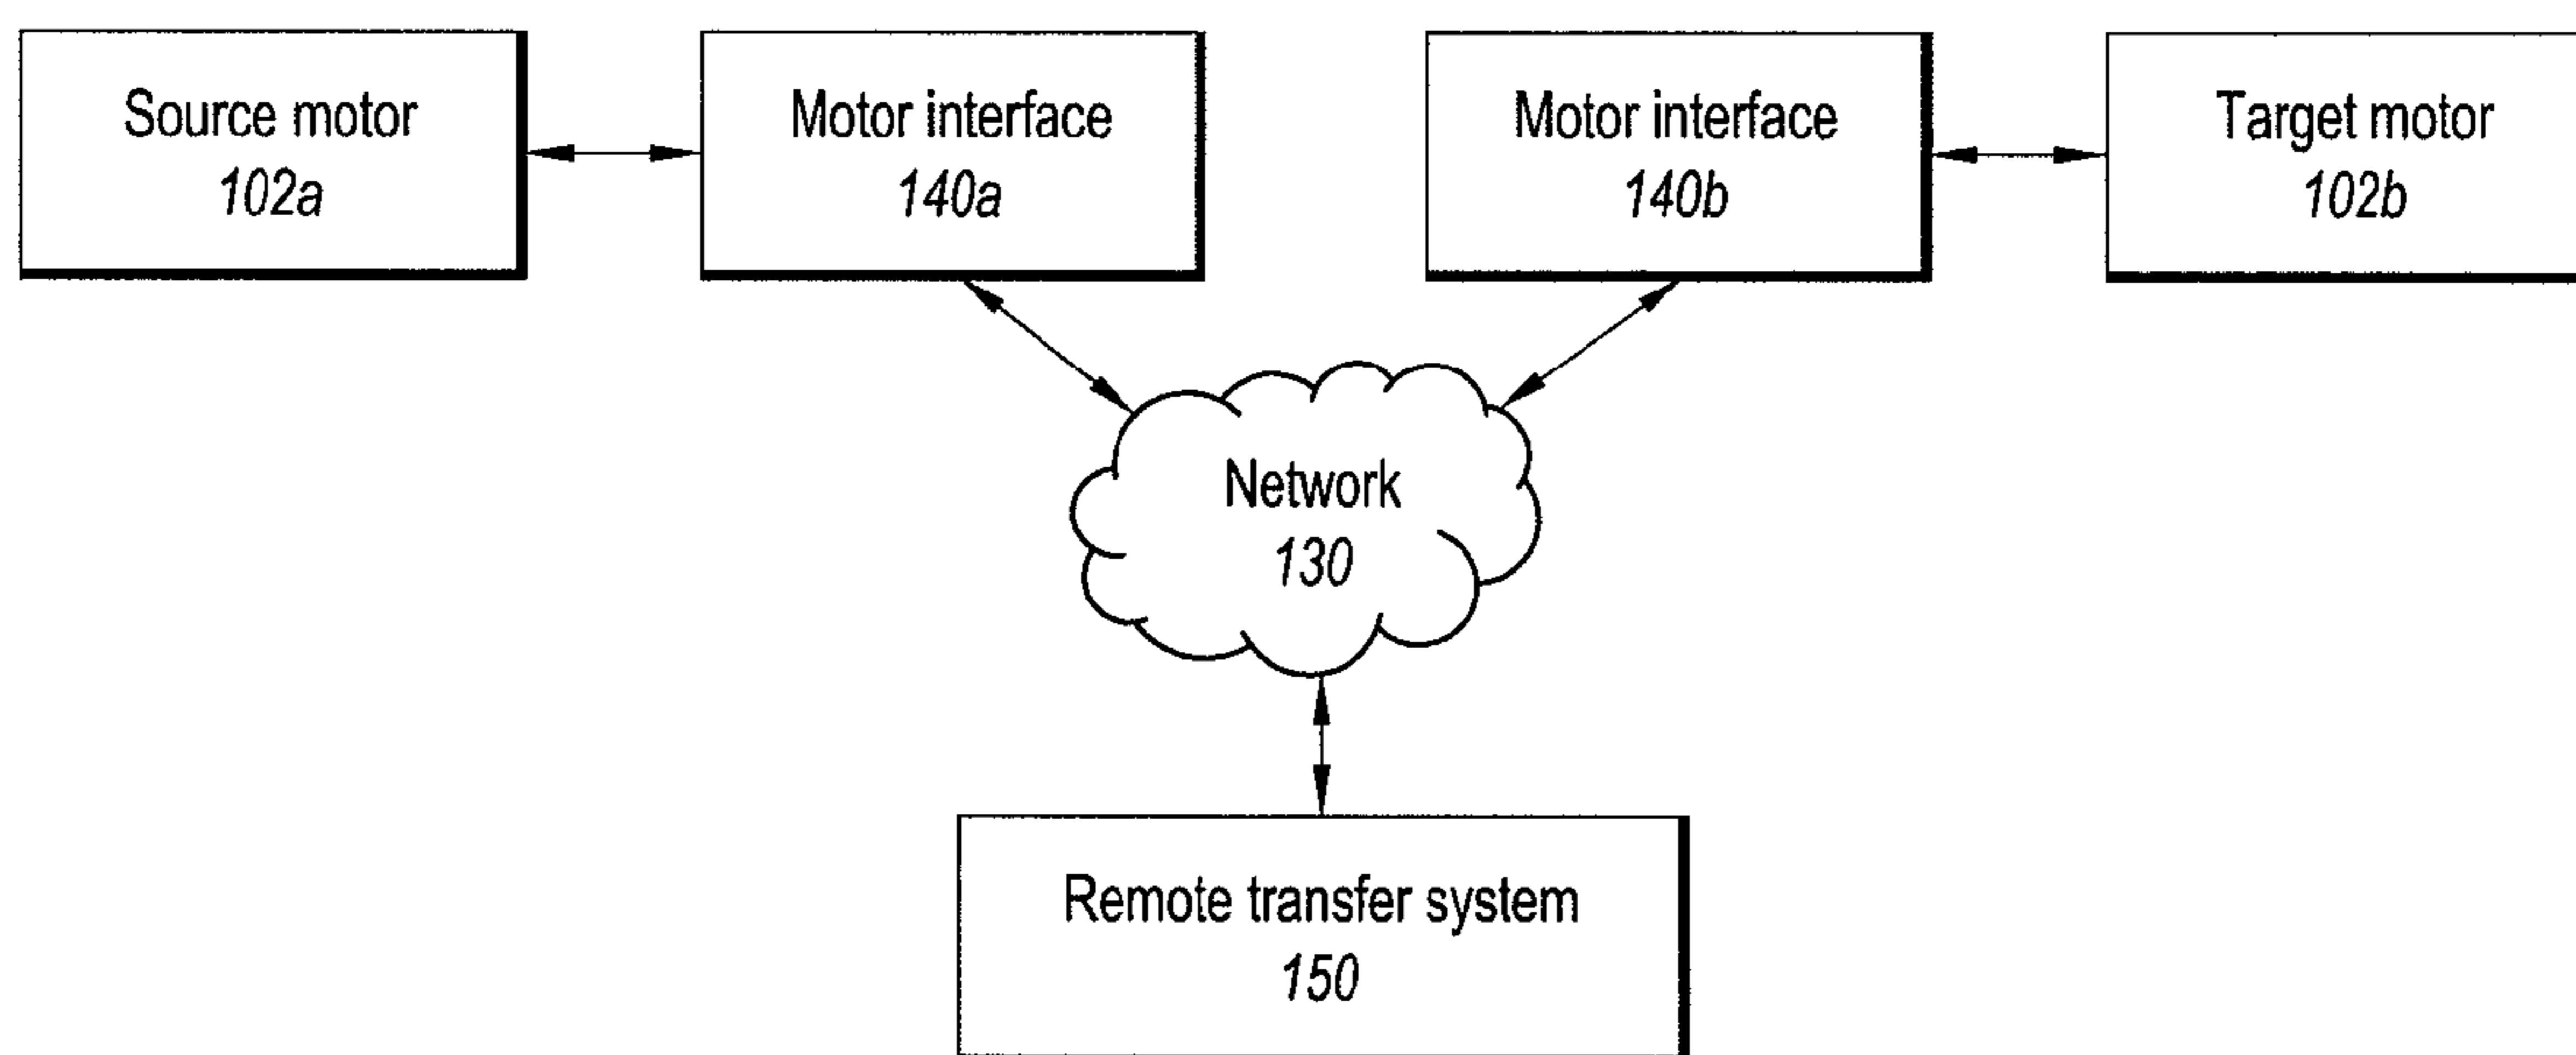 Source motor
102a
Motor interface
140a
Motor interface
140b
Target motor
102b
Network
130
Remote transfer system
150